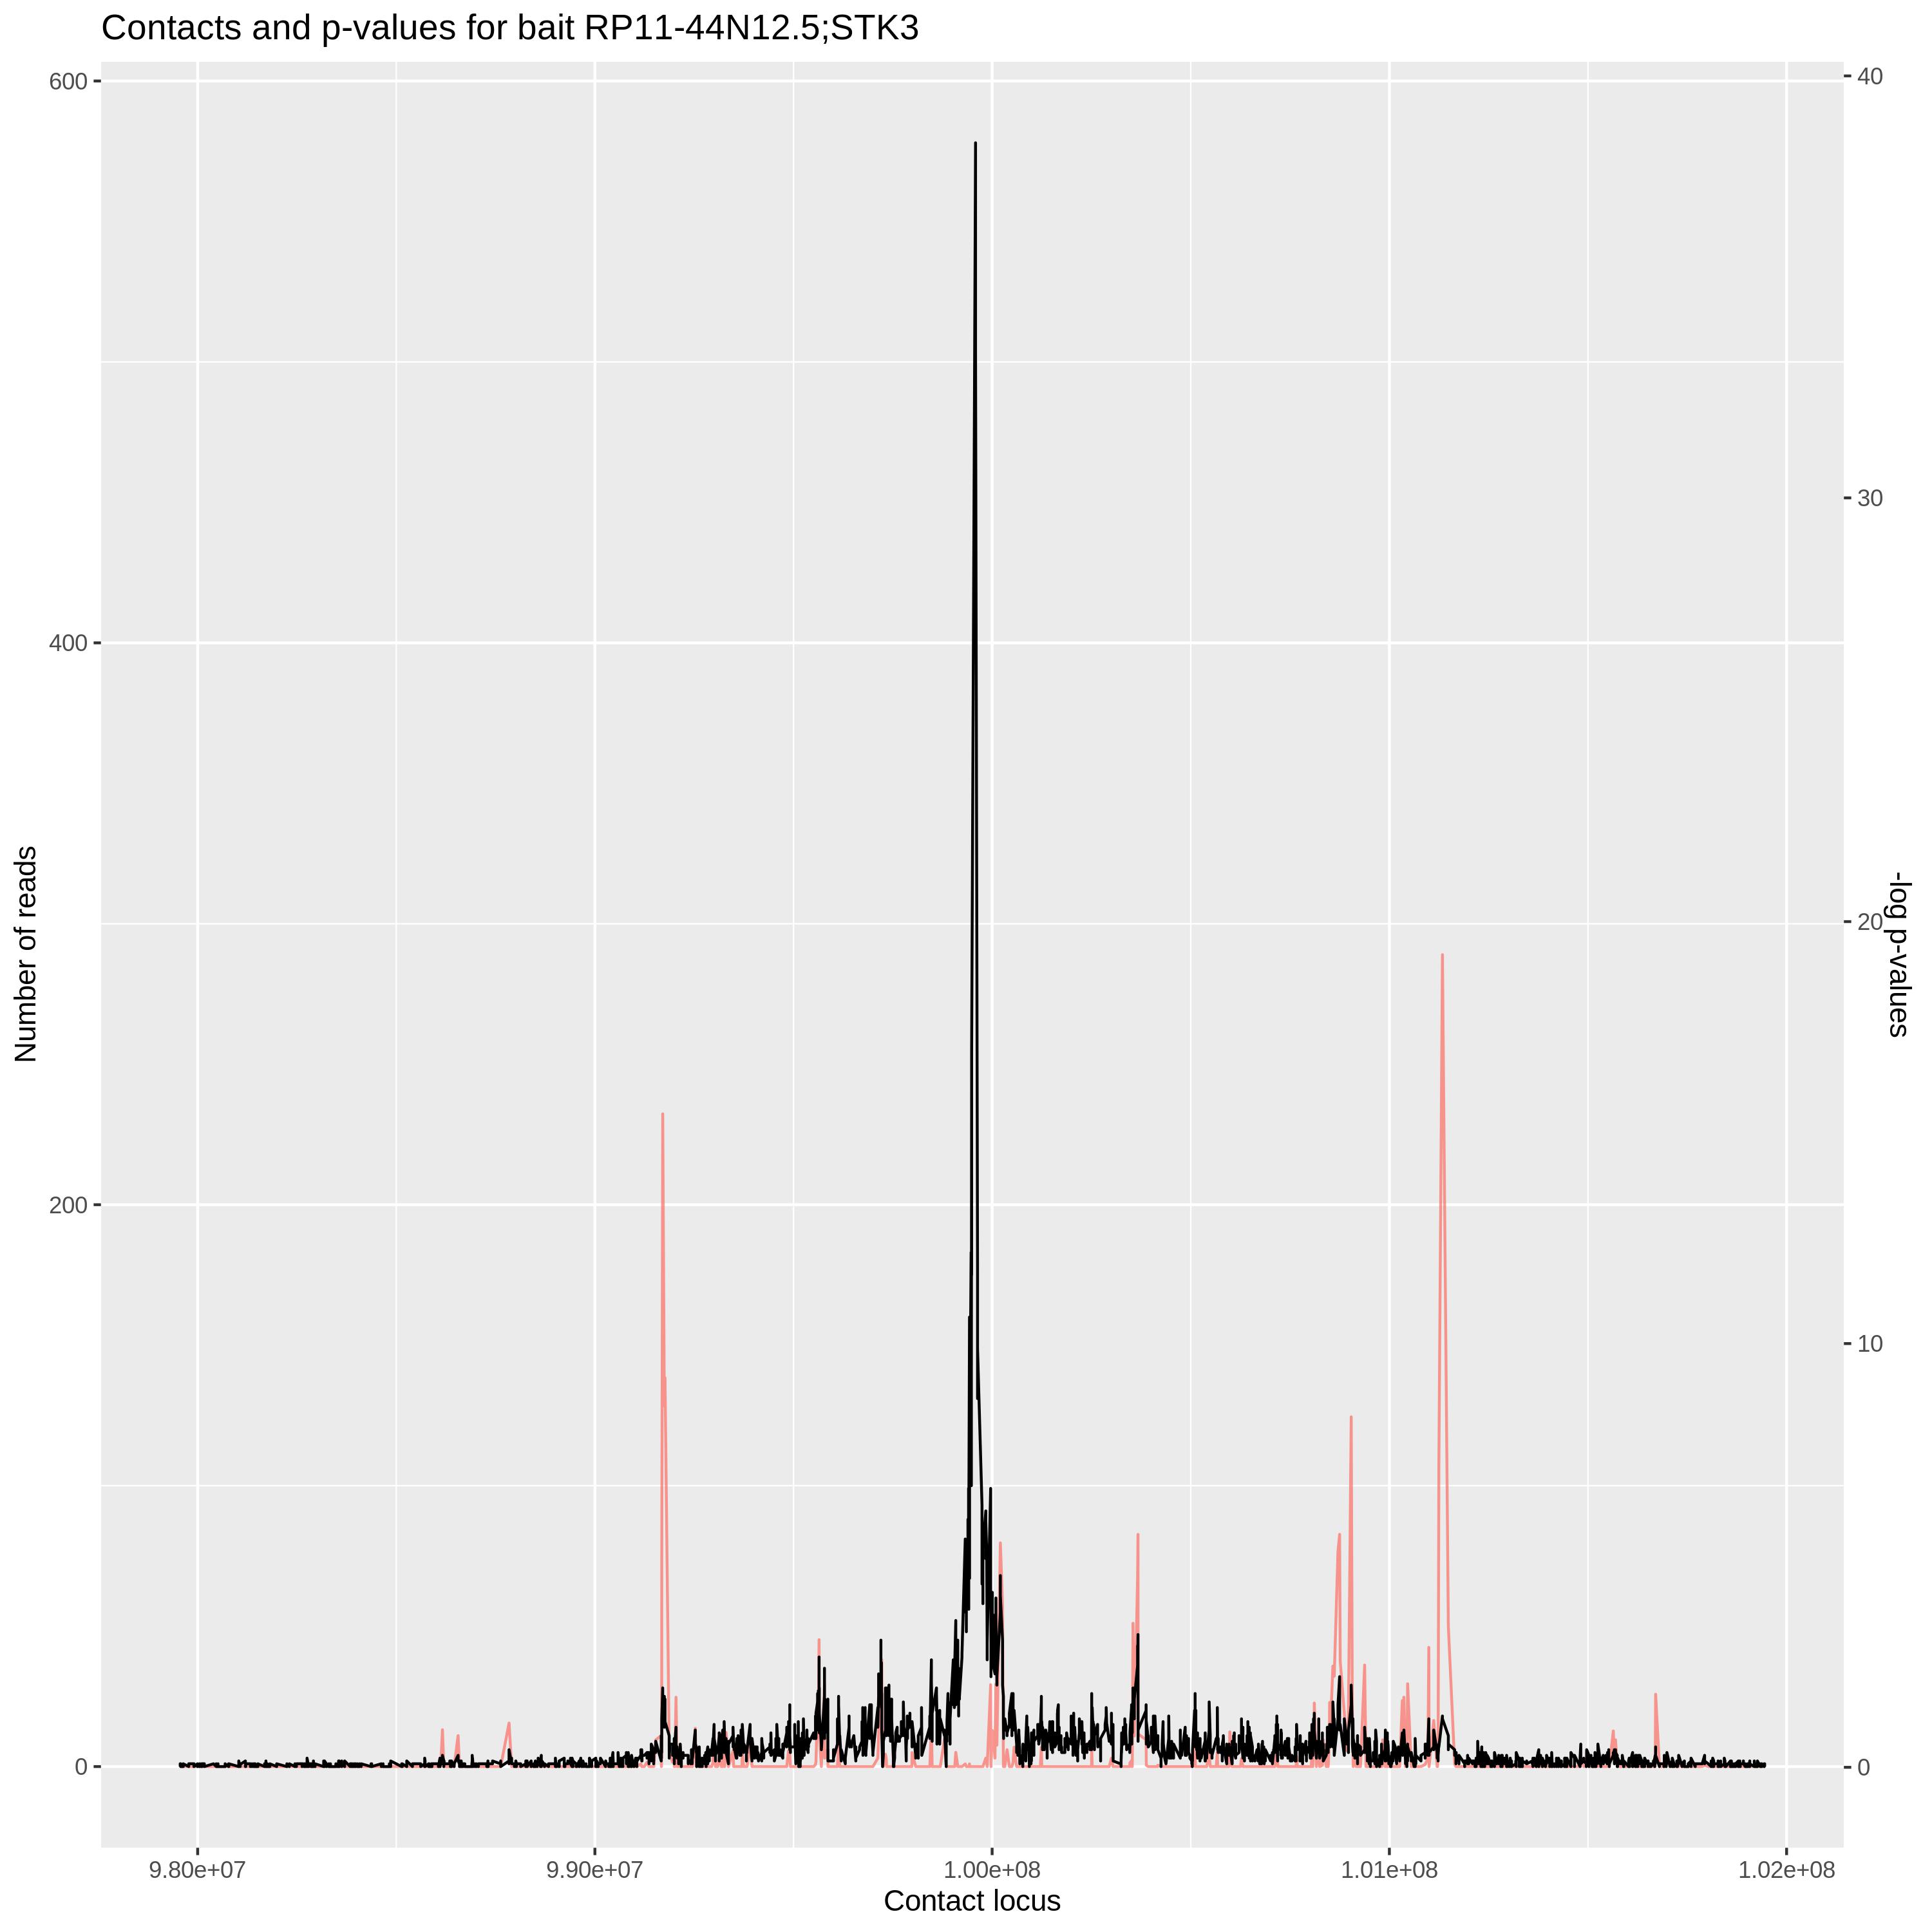 Contacts and p-values for bait RP11-44N12.5;STK3
600
400
200
0
Number of reads
40
30
20
10
0
-log p-values
9.80e+07 9.90e+07 1.00e+08 1.01e+08 1.02e+08
Contact locus